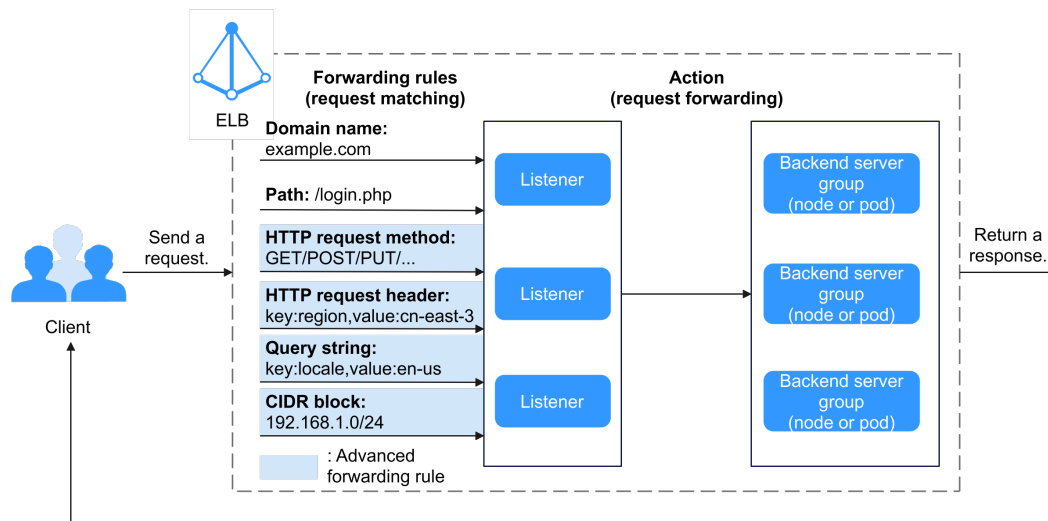 ELB
Forwarding rules
(request matching)
Action
(request forwarding)
Domain name:
example.com
Path: /login.php
HTTP request method:
GET/POST/PUT/...
HTTP request header:
key:region,value:cn-east-3
Query string:
key:locale,value:en-us
CIDR block:
192.168.1.0/24
: Advanced
forwarding rule
Send a
request.
Client
Listener
Listener
Listener
Backend server
group
(node or pod)
Backend server
group
(node or pod)
Backend server
group
(node or pod)
Return a
response.